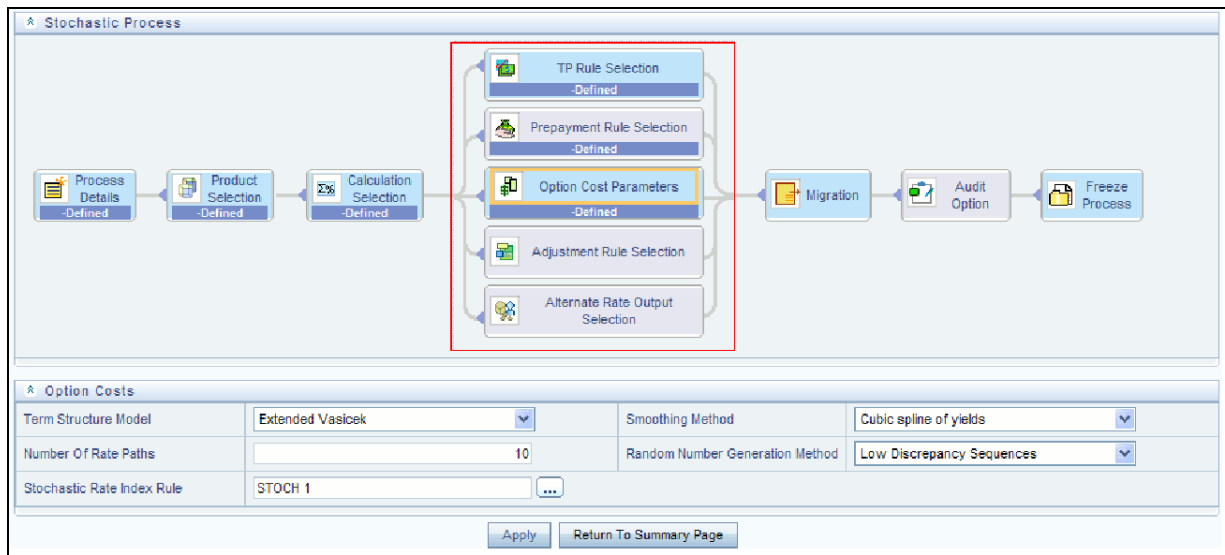 Stochastic Process
TP Rule Selection
-Defined
Prepayment Rule Selection
-Defined
Process
Details
-Defined
Product
Selection
-Defined
Calculation
Selection
-Defined
Option Cost Parameters
-Defined
Migration
Audit
Option
Freeze
Process
Adjustment Rule Selection
Alternate Rate Output
Selection
Option Costs
Term Structure Model Extended Vasicek Smoothing Method Cubic spline of yields
Number Of Rate Paths 10 Random Number Generation Method Low Discrepancy Sequences
Stochastic Rate Index Rule STOCH 1 ...
Apply Return To Summary Page